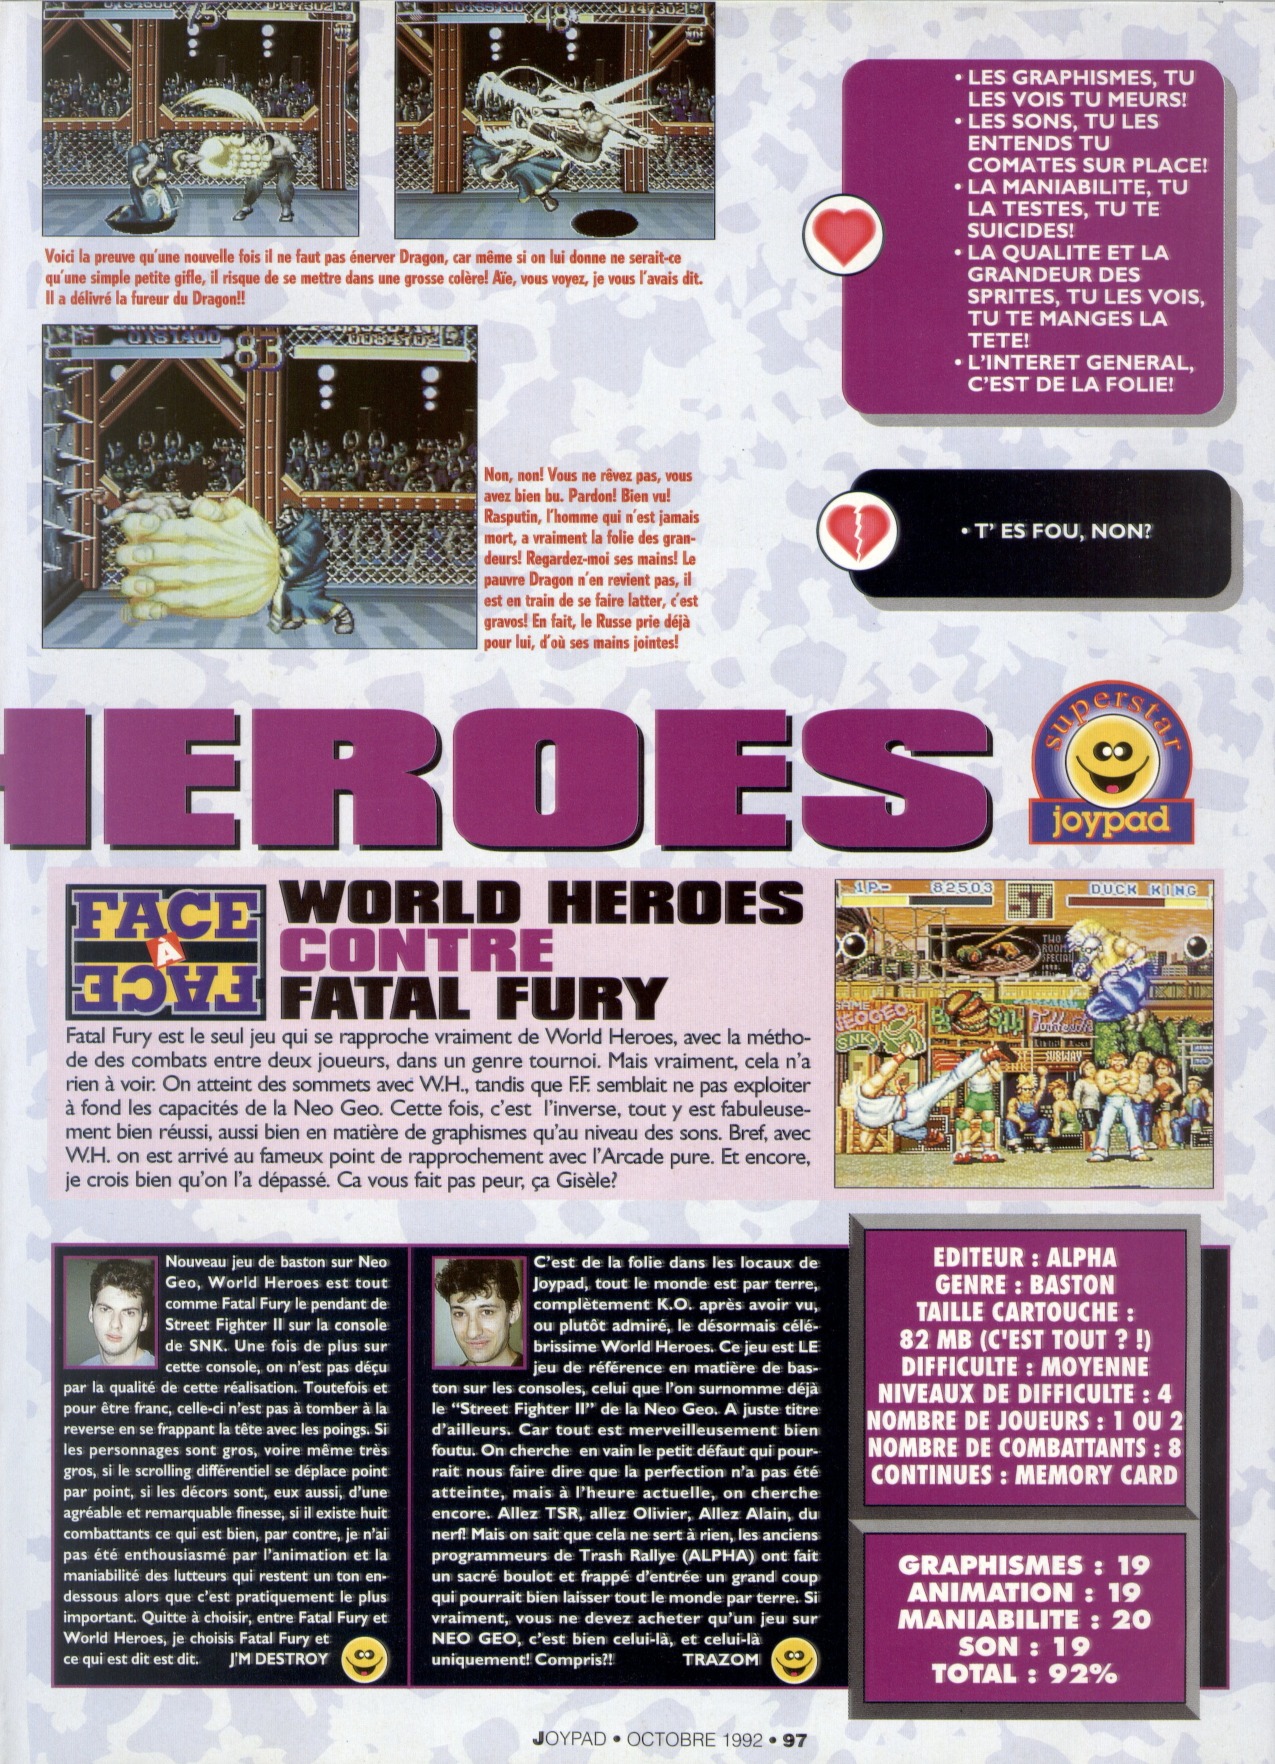 75
0147302
0169100
48
0147302
Voici la preuve qu'une nouvelle fois il ne faut pas énerver Dragon, car même si on lui donne ne serait-ce
qu'une simple petite gifle, il risque de se mettre dans une grosse colère! Aïe, vous voyez, je vous l'avais dit.
Il a délivré la fureur du Dragon!!
0181400
83
0084702
Non, non! Vous ne rêvez pas, vous
avez bien bu. Pardon! Bien vu!
Rasputin, l'homme qui n'est jamais
mort, a vraiment la folie des gran-
deurs! Regardez-moi ses mains! Le
pauvre Dragon n'en revient pas, il
est en train de se faire latter, c'est
gravos! En fait, le Russe prie déjà
pour lui, d'où ses mains jointes!
• LES GRAPHISMES, TU
LES VOIS TU MEURS!
• LES SONS, TU LES
ENTENDS TU
COMATES SUR PLACE!
• LA MANIABILITE, TU
LA TESTES, TU TE
SUICIDES!
• LA QUALITE ET LA
GRANDEUR DES
SPRITES, TU LES VOIS,
TU TE MANGES LA
TETE!
• L'INTERET GENERAL,
C'EST DE LA FOLIE!
• T' ES FOU, NON?
HEROES
superstar
joypad
FACE
À
FACE
WORLD HEROES
CONTRE
FATAL FURY
Fatal Fury est le seul jeu qui se rapproche vraiment de World Heroes, avec la métho-
de des combats entre deux joueurs, dans un genre tournoi. Mais vraiment, cela n'a
rien à voir. On atteint des sommets avec W.H., tandis que F.F. semblait ne pas exploiter
à fond les capacités de la Neo Geo. Cette fois, c'est l'inverse, tout y est fabuleuse-
ment bien réussi, aussi bien en matière de graphismes qu'au niveau des sons. Bref, avec
W.H. on est arrivé au fameux point de rapprochement avec l'Arcade pure. Et encore,
je crois bien qu'on l'a dépassé. Ca vous fait pas peur, ça Gisèle?
1P= 82503
57
DUCK KING
TWO
ROOM
SPECIAL
GAME
NEOGEO
SNK
SUBWAY
Nouveau jeu de baston sur Neo
Geo, World Heroes est tout
comme Fatal Fury le pendant de
Street Fighter II sur la console
de SNK. Une fois de plus sur
cette console, on n'est pas déçu
par la qualité de cette réalisation. Toutefois et
pour être franc, celle-ci n'est pas à tomber à la
reverse en se frappant la tête avec les poings. Si
les personnages sont gros, voire même très
gros, si le scrolling différentiel se déplace point
par point, si les décors sont, eux aussi, d'une
agréable et remarquable finesse, si il existe huit
combattants ce qui est bien, par contre, je n'ai
pas été enthousiasmé par l'animation et la
maniabilité des lutteurs qui restent un ton en-
dessous alors que c'est pratiquement le plus
important. Quitte à choisir, entre Fatal Fury et
World Heroes, je choisis Fatal Fury et
ce qui est dit est dit. J'M DESTROY
C'est de la folie dans les locaux de
Joypad, tout le monde est par terre,
complètement K.O. après avoir vu,
ou plutôt admiré, le désormais célé-
brissime World Heroes. Ce jeu est LE
jeu de référence en matière de bas-
ton sur les consoles, celui que l'on surnomme déjà
le "Street Fighter II" de la Neo Geo. A juste titre
d'ailleurs. Car tout est merveilleusement bien
foutu. On cherche en vain le petit défaut qui pour-
rait nous faire dire que la perfection n'a pas été
atteinte, mais à l'heure actuelle, on cherche
encore. Allez TSR, allez Olivier, Allez Alain, du
nerf! Mais on sait que cela ne sert à rien, les anciens
programmeurs de Trash Rallye (ALPHA) ont fait
un sacré boulot et frappé d'entrée un grand coup
qui pourrait bien laisser tout le monde par terre. Si
vraiment, vous ne devez acheter qu'un jeu sur
NEO GEO, c'est bien celui-là, et celui-là
uniquement! Compris?! TRAZOM
EDITEUR : ALPHA
GENRE : BASTON
TAILLE CARTOUCHE :
82 MB (C'EST TOUT ? !)
DIFFICULTE : MOYENNE
NIVEAUX DE DIFFICULTE : 4
NOMBRE DE JOUEURS : 1 OU 2
NOMBRE DE COMBATTANTS : 8
CONTINUES : MEMORY CARD
GRAPHISMES : 19
ANIMATION : 19
MANIABILITE : 20
SON : 19
TOTAL : 92%
JOYPAD • OCTOBRE 1992 • 97